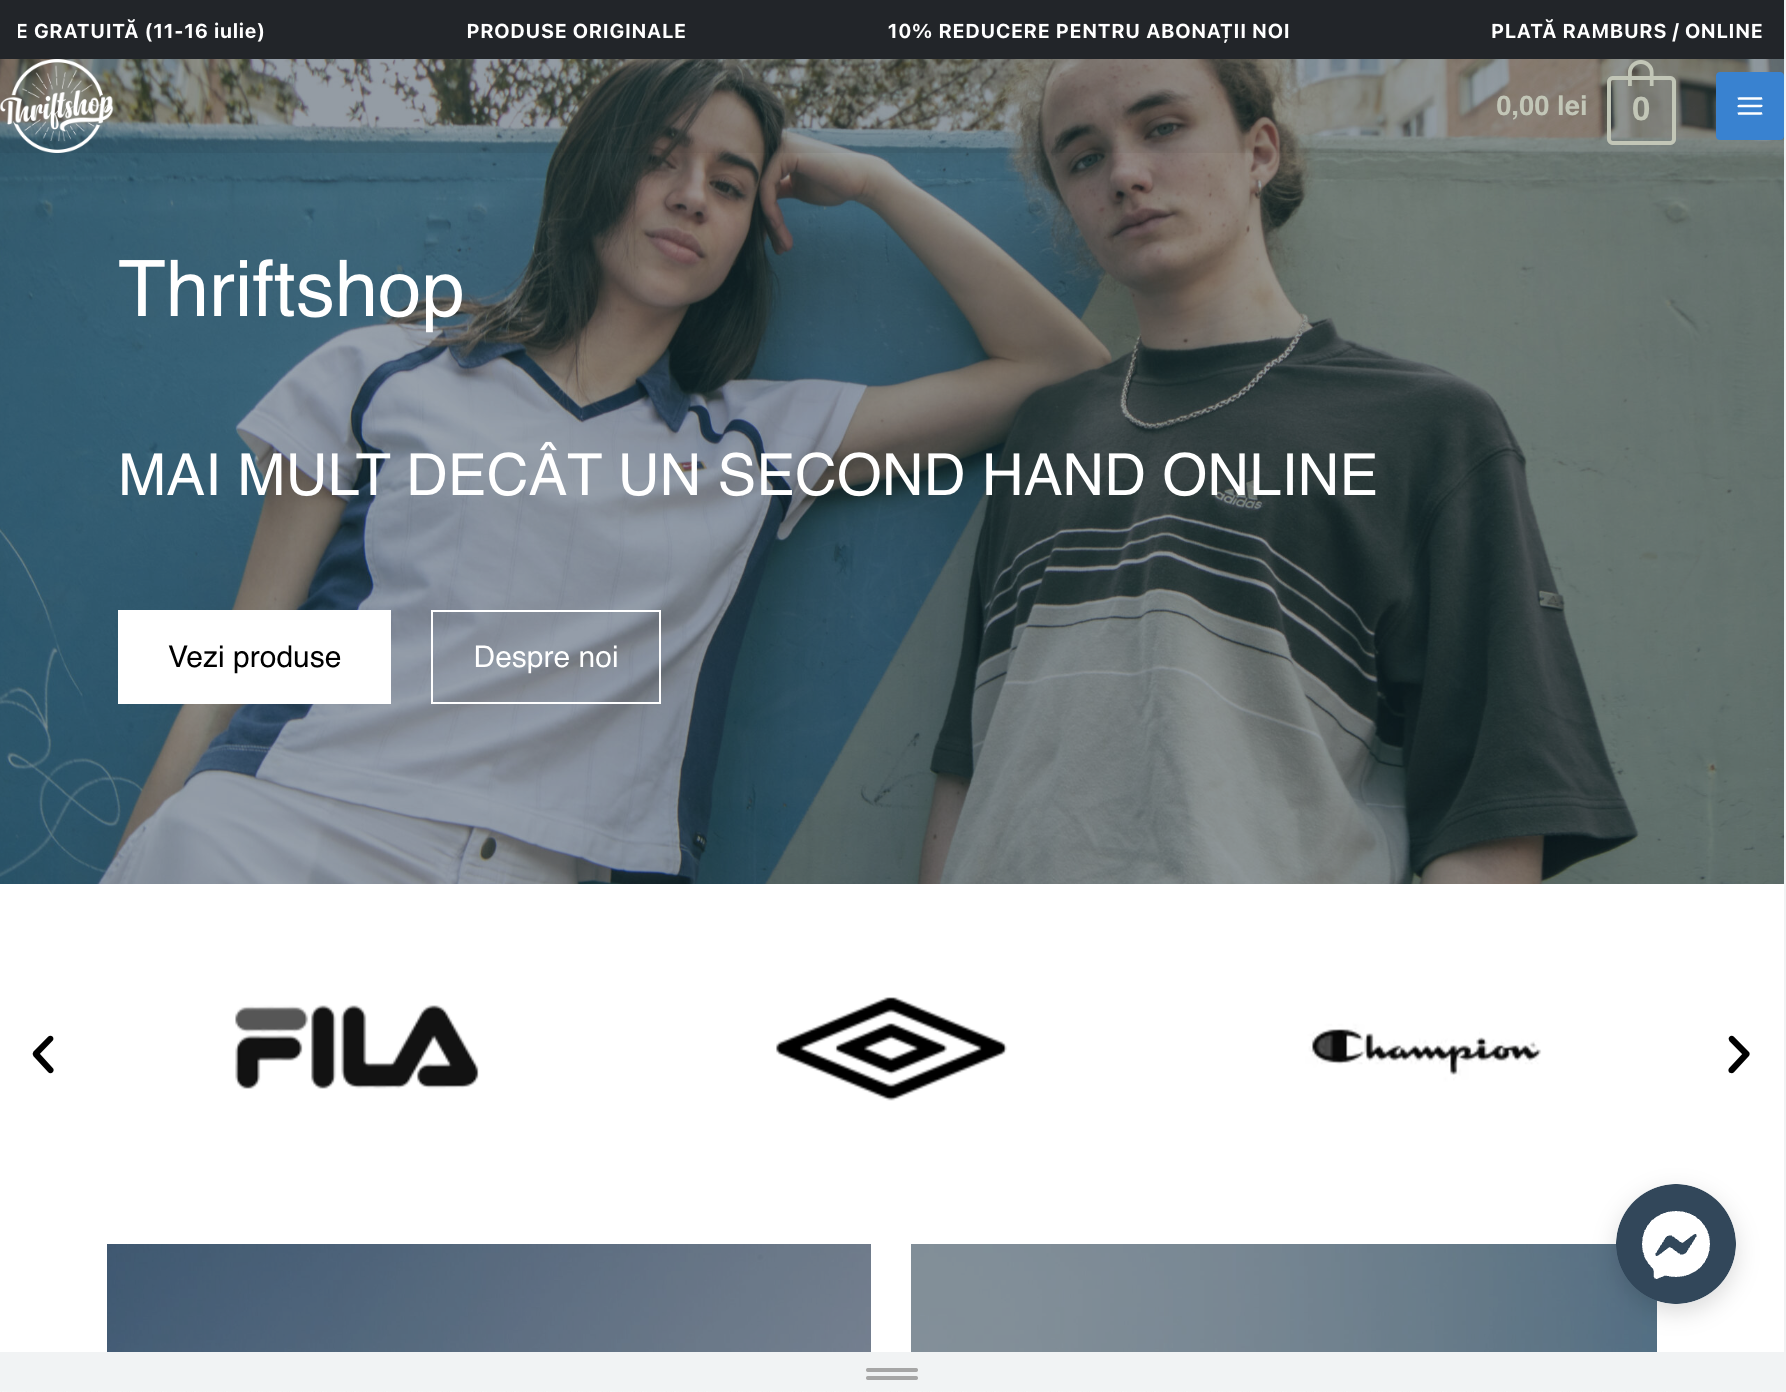 E GRATUITĂ (11-16 iulie) PRODUSE ORIGINALE 10% REDUCERE PENTRU ABONAȚII NOI PLATĂ RAMBURS / ONLINE
Thriftshop 0,00 lei 0
Thriftshop
MAI MULT DECÂT UN SECOND HAND ONLINE
adidas
Vezi produse Despre noi
FILA Champion